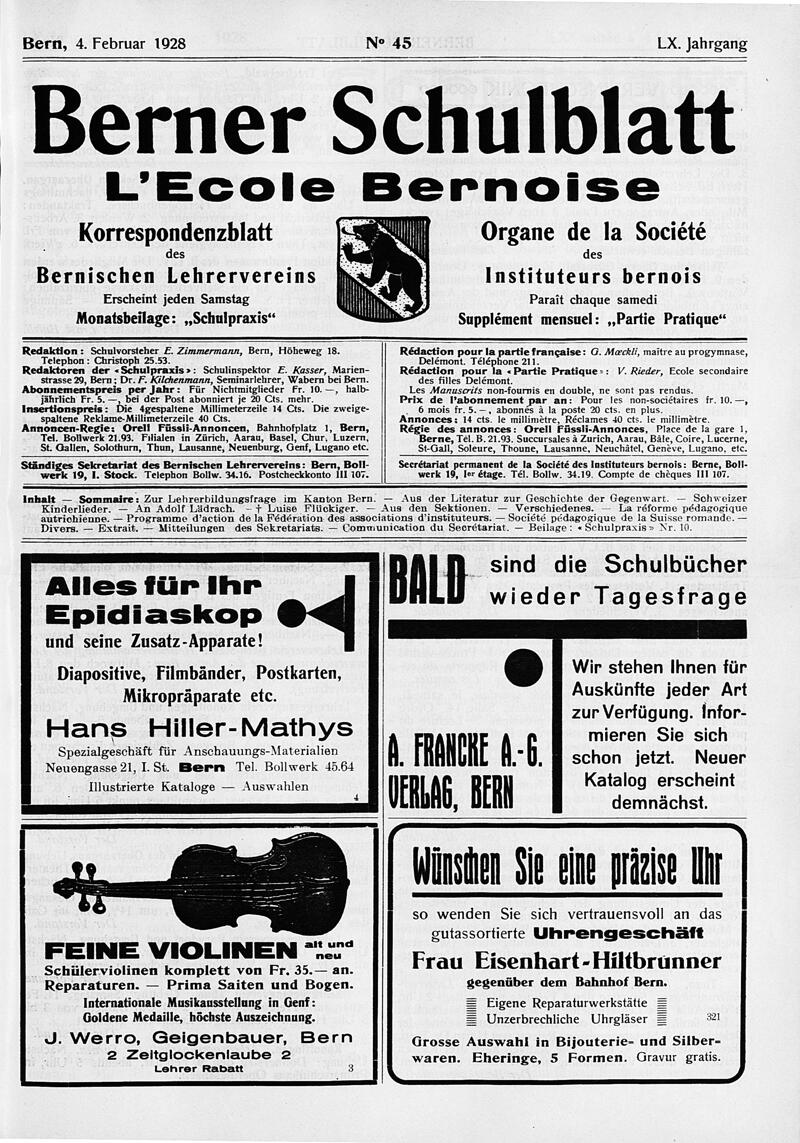 Bern, 4. Februar 1928
Nº 45
LX. Jahrgang
Berner Schulblatt
L'Ecole Bernoise
Korrespondenzblatt
des
Bernischen Lehrervereins
Erscheint jeden Samstag
Monatsbeilage: „Schulpraxis“
Organe de la Société
des
Instituteurs bernois
Paraît chaque samedi
Supplément mensuel: „Partie Pratique“
Redaktion: Schulvorsteher E. Zimmermann, Bern, Höheweg 18.
Telephon: Christoph 25.53.
Redaktoren der «Schulpraxis»: Schulinspektor E. Kasser, Marien-
strasse 29, Bern; Dr. F. Kilchenmann, Seminarlehrer, Wabern bei Bern.
Abonnementspreis per Jahr: Für Nichtmitglieder Fr. 10.—, halb-
jährlich Fr. 5.—, bei der Post abonniert je 20 Cts. mehr.
Insertionspreis: Die 4gespaltene Millimeterzeile 14 Cts. Die zweige-
spaltene Reklame-Millimeterzeile 40 Cts.
Annoncen-Regie: Orell Füssli-Annoncen, Bahnhofplatz 1, Bern,
Tel. Bollwerk 21.93. Filialen in Zürich, Aarau, Basel, Chur, Luzern,
St. Gallen, Solothurn, Thun, Lausanne, Neuenburg, Genf, Lugano etc.
Ständiges Sekretariat des Bernischen Lehrervereins: Bern, Boll-
werk 19, I. Stock. Telephon Bollw. 34.16. Postcheckkonto III 107.
Rédaction pour la partie française: G. Mœckli, maître au progymnase,
Delémont. Téléphone 211.
Rédaction pour la «Partie Pratique»: V. Rieder, Ecole secondaire
des filles Delémont.
Les Manuscrits non-fournis en double, ne sont pas rendus.
Prix de l'abonnement par an: Pour les non-sociétaires fr. 10.—,
6 mois fr. 5.–, abonnés à la poste 20 cts. en plus.
Annonces: 14 cts. le millimètre, Réclames 40 cts. le millimètre.
Régie des annonces: Orell Füssli-Annonces, Place de la gare 1,
Berne, Tél. B. 21.93. Succursales à Zurich, Aarau, Bâle, Coire, Lucerne,
St-Gall, Soleure, Thoune, Lausanne, Neuchâtel, Genève, Lugano, etc.
Secrétariat permanent de la Société des Instituteurs bernois: Berne, Boll-
werk 19, 1er étage. Tél. Bollw. 34.19. Compte de chèques III 107.
Inhalt — Sommaire: Zur Lehrerbildungsfrage im Kanton Bern. — Aus der Literatur zur Geschichte der Gegenwart. — Schweizer
Kinderlieder. — An Adolf Lädrach. — † Luise Flückiger. — Aus den Sektionen. — Verschiedenes. — La réforme pédagogique
autrichienne. — Programme d'action de la Fédération des associations d'instituteurs. — Société pédagogique de la Suisse romande. —
Divers. — Extrait. — Mitteilungen des Sekretariats. — Communication du Secrétariat. — Beilage: «Schulpraxis» Nr. 10.
Alles für Ihr
Epidiaskop
und seine Zusatz-Apparate!
Diapositive, Filmbänder, Postkarten,
Mikropräparate etc.
Hans Hiller-Mathys
Spezialgeschäft für Anschauungs-Materialien
Neuengasse 21, I. St. Bern Tel. Bollwerk 45.64
Illustrierte Kataloge — Auswahlen
4
BALD sind die Schulbücher
wieder Tagesfrage
A. FRANCKE A.-G.
VERLAG, BERN
Wir stehen Ihnen für
Auskünfte jeder Art
zur Verfügung. Infor-
mieren Sie sich
schon jetzt. Neuer
Katalog erscheint
demnächst.
FEINE VIOLINEN alt und neu
Schülerviolinen komplett von Fr. 35.— an.
Reparaturen. — Prima Saiten und Bogen.
Internationale Musikausstellung in Genf:
Goldene Medaille, höchste Auszeichnung.
J. Werro, Geigenbauer, Bern
2 Zeitglockenlaube 2
Lehrer Rabatt 3
Wünschen Sie eine präzise Uhr
so wenden Sie sich vertrauensvoll an das
gutassortierte Uhrengeschäft
Frau Eisenhart-Hiltbrunner
gegenüber dem Bahnhof Bern.
Eigene Reparaturwerkstätte
Unzerbrechliche Uhrgläser 321
Grosse Auswahl in Bijouterie- und Silber-
waren. Eheringe, 5 Formen. Gravur gratis.